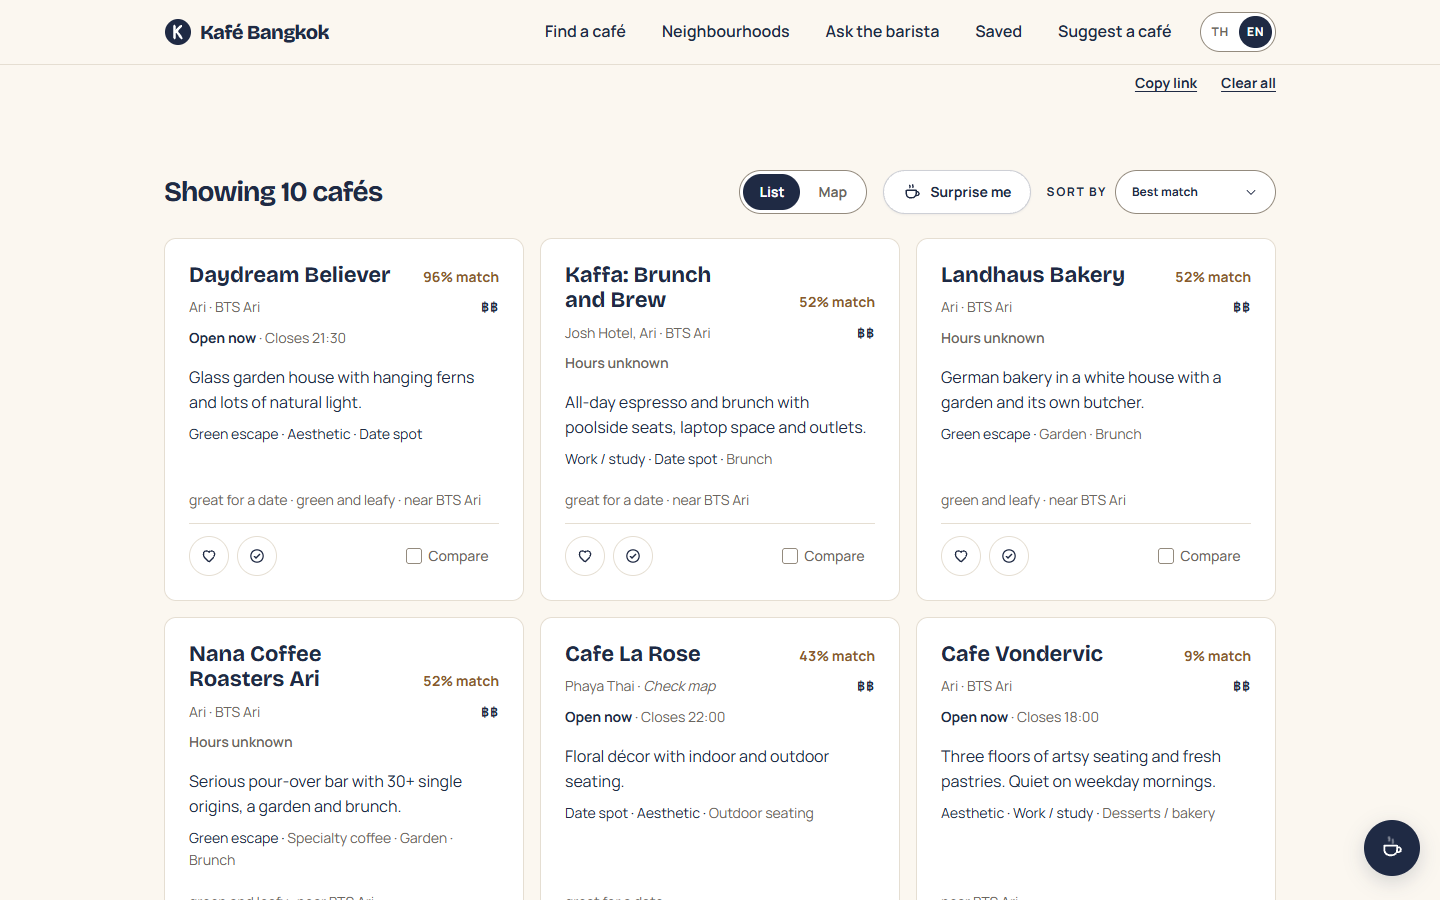 Kafé Bangkok
Find a café
Neighbourhoods
Ask the barista
Saved
Suggest a café
TH
EN
Copy link
Clear all
Showing 10 cafés
List
Map
Surprise me
SORT BY
Best match
Daydream Believer
96% match
Ari · BTS Ari
฿฿
Open now · Closes 21:30
Glass garden house with hanging ferns
and lots of natural light.
Green escape · Aesthetic · Date spot
great for a date · green and leafy · near BTS Ari
Compare
Kaffa: Brunch
and Brew
52% match
Josh Hotel, Ari · BTS Ari
฿฿
Hours unknown
All-day espresso and brunch with
poolside seats, laptop space and outlets.
Work / study · Date spot · Brunch
great for a date · near BTS Ari
Compare
Landhaus Bakery
52% match
Ari · BTS Ari
฿฿
Hours unknown
German bakery in a white house with a
garden and its own butcher.
Green escape · Garden · Brunch
green and leafy · near BTS Ari
Compare
Nana Coffee
Roasters Ari
52% match
Ari · BTS Ari
฿฿
Hours unknown
Serious pour-over bar with 30+ single
origins, a garden and brunch.
Green escape · Specialty coffee · Garden ·
Brunch
Cafe La Rose
43% match
Phaya Thai · Check map
฿฿
Open now · Closes 22:00
Floral décor with indoor and outdoor
seating.
Date spot · Aesthetic · Outdoor seating
Cafe Vondervic
9% match
Ari · BTS Ari
฿฿
Open now · Closes 18:00
Three floors of artsy seating and fresh
pastries. Quiet on weekday mornings.
Aesthetic · Work / study · Desserts / bakery